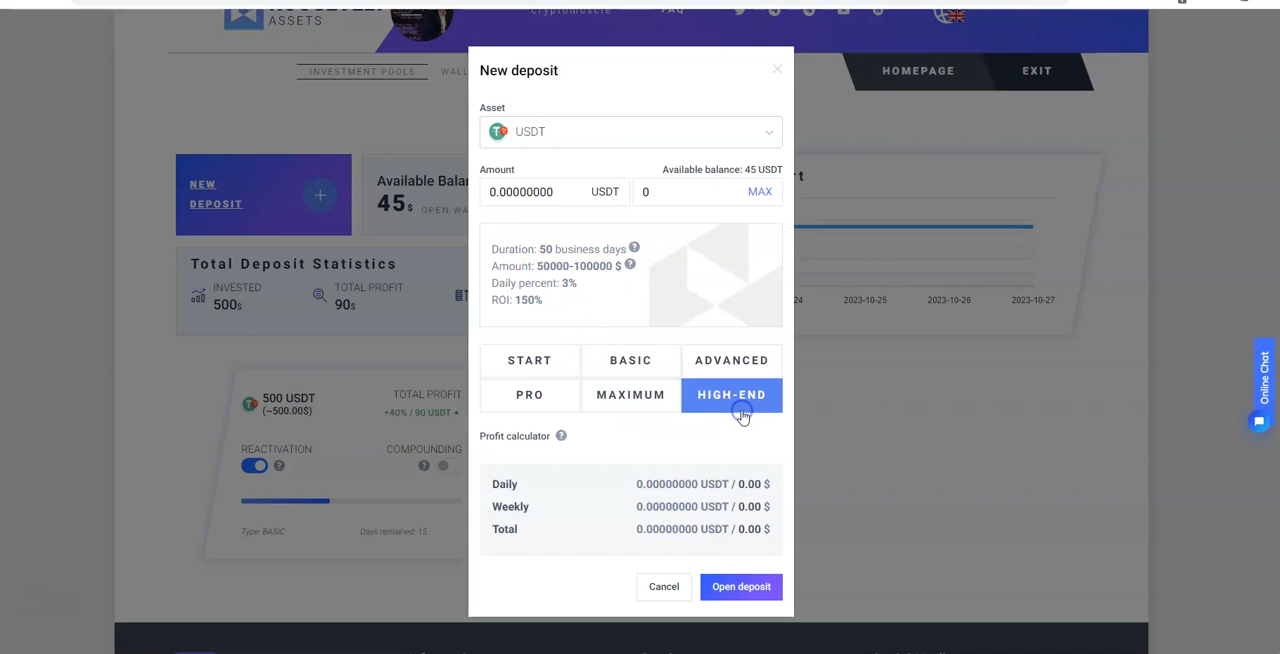 ASSETS
cryptomuscle
FAQ
INVESTMENT POOLS
HOMEPAGE
EXIT
New deposit
Asset
USDT
Amount
Available balance: 45 USDT
0.00000000 USDT
0 MAX
Duration: 50 business days
Amount: 50000-100000 $
Daily percent: 3%
ROI: 150%
START BASIC ADVANCED
PRO MAXIMUM HIGH-END
Profit calculator
Daily 0.00000000 USDT / 0.00 $
Weekly 0.00000000 USDT / 0.00 $
Total 0.00000000 USDT / 0.00 $
Cancel
Open deposit
NEW
DEPOSIT
Available
45$
OPEN
Total Deposit Statistics
INVESTED
500$
TOTAL PROFIT
90$
500 USDT
(~500.00$)
TOTAL PROFIT
+40% / 90 USDT
REACTIVATION
COMPOUNDING
Type: BASIC
Days remained: 15
2023-10-25
2023-10-26
2023-10-27
Online Chat